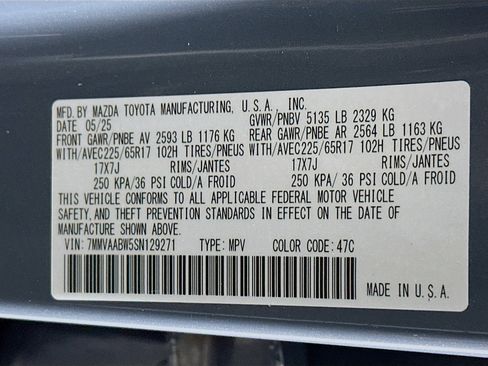 MFD. BY MAZDA TOYOTA MANUFACTURING, U.S.A., INC.
DATE 05/25 GVWR/PNBV 5135 LB 2329 KG
FRONT GAWR/PNBE AV 2593 LB 1176 KG REAR GAWR/PNBE AR 2564 LB 1163 KG
WITH/AVEC225/65R17 102H TIRES/PNEUS WITH/AVEC225/65R17 102H TIRES/PNEUS
17X7J RIMS/JANTES 17X7J RIMS/JANTES
250 KPA/36 PSI COLD/A FROID 250 KPA/36 PSI COLD/A FROID
THIS VEHICLE CONFORMS TO ALL APPLICABLE FEDERAL MOTOR VEHICLE
SAFETY, AND THEFT PREVENTION STANDARDS IN EFFECT ON THE DATE OF
MANUFACTURE SHOWN ABOVE.
VIN: 7MMVAABW5SN129271 TYPE: MPV COLOR CODE: 47C
MADE IN U.S.A.